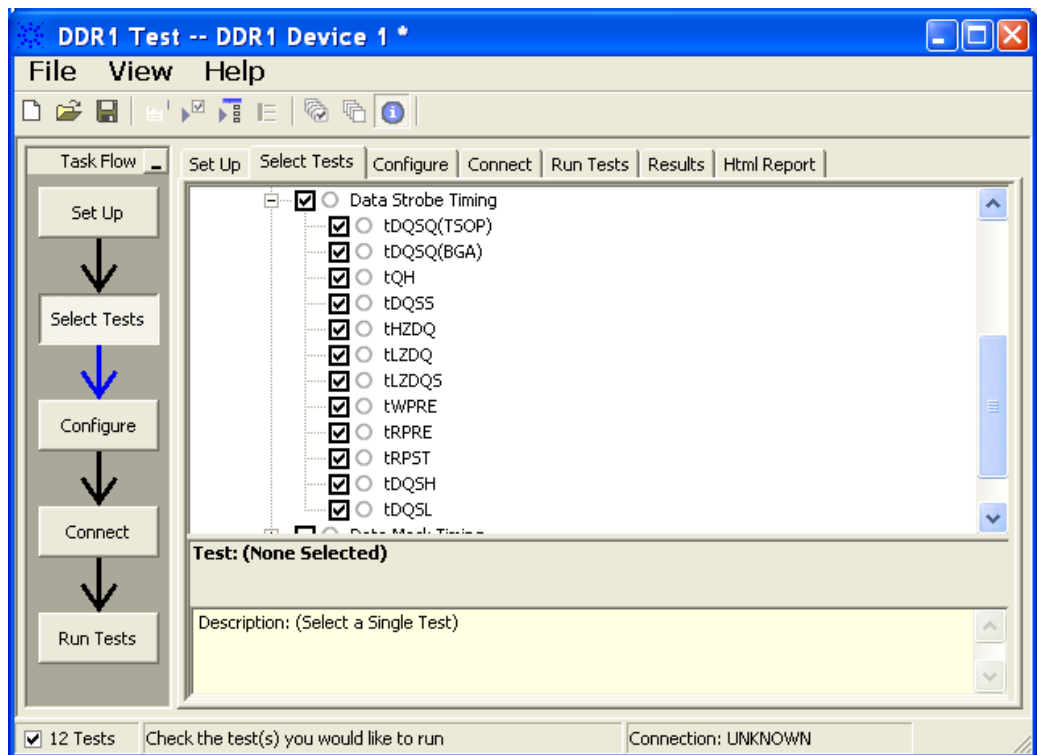 DDR1 Test -- DDR1 Device 1 *
File View Help
Task Flow
Set Up
Select Tests
Configure
Connect
Run Tests
Set Up Select Tests Configure Connect Run Tests Results Html Report
Data Strobe Timing
tDQSQ(TSOP)
tDQSQ(BGA)
tQH
tDQSS
tHZDQ
tLZDQ
tLZDQS
tWPRE
tRPRE
tRPST
tDQSH
tDQSL
Data Mask Timing
Test: (None Selected)
Description: (Select a Single Test)
12 Tests Check the test(s) you would like to run Connection: UNKNOWN